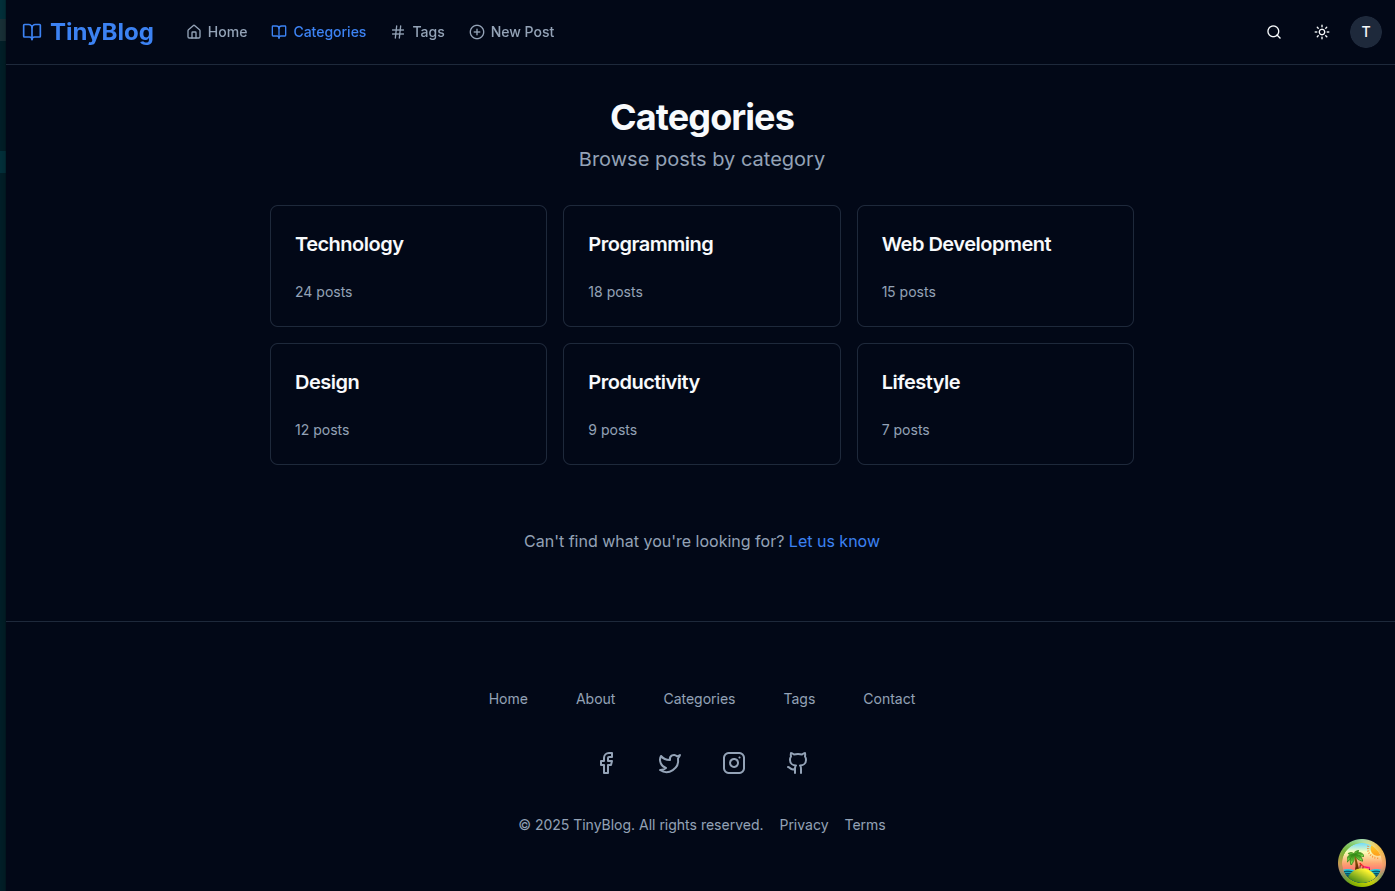 TinyBlog Home Categories Tags New Post T
Categories
Browse posts by category
Technology Programming Web Development
24 posts 18 posts 15 posts
Design Productivity Lifestyle
12 posts 9 posts 7 posts
Can't find what you're looking for? Let us know
Home About Categories Tags Contact
© 2025 TinyBlog. All rights reserved. Privacy Terms